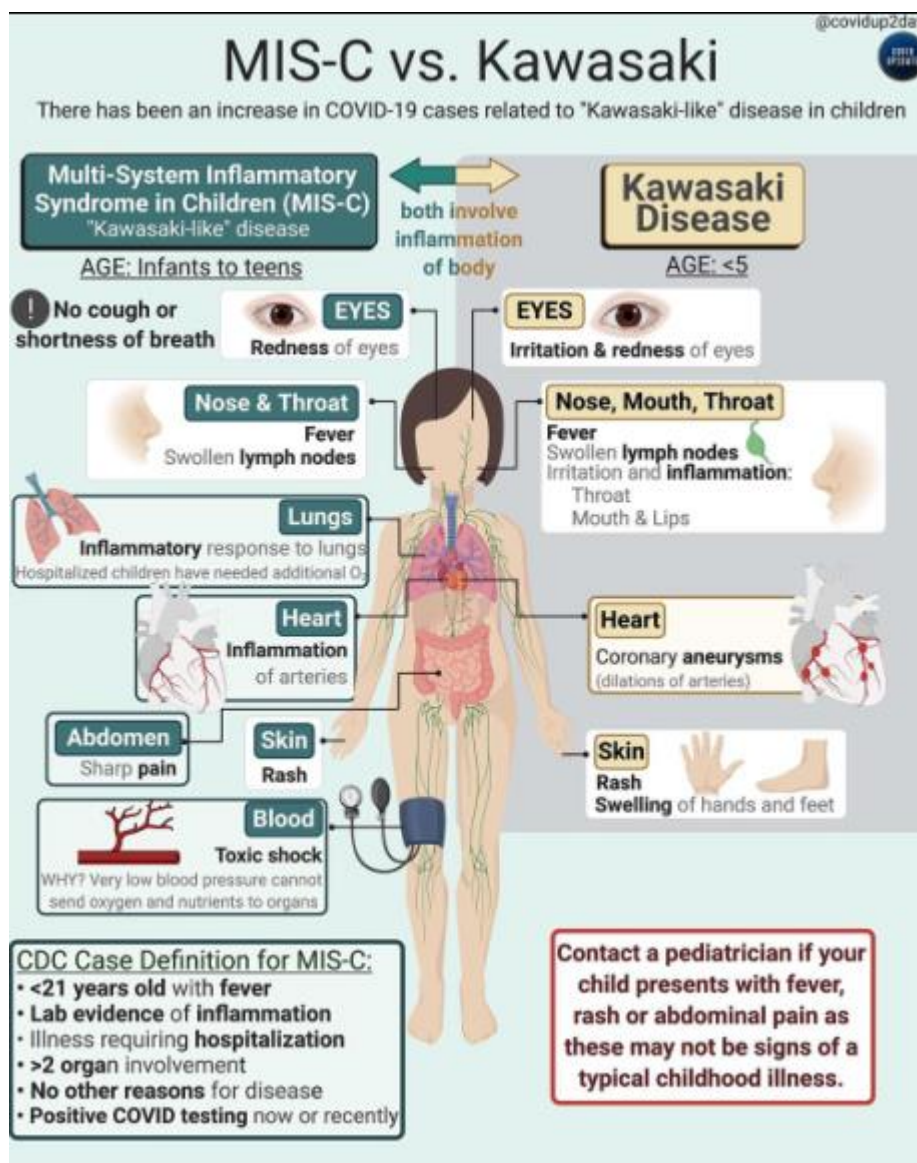 @covidup2da
MIS-C vs. Kawasaki
There has been an increase in COVID-19 cases related to "Kawasaki-like" disease in children
Multi-System Inflammatory
Syndrome in Children (MIS-C)
"Kawasaki-like" disease
AGE: Infants to teens
both involve
inflammation
of body
Kawasaki
Disease
AGE: <5
! No cough or
shortness of breath
EYES
Redness of eyes
EYES
Irritation & redness of eyes
Nose & Throat
Fever
Swollen lymph nodes
Nose, Mouth, Throat
Fever
Swollen lymph nodes
Irritation and inflammation:
Throat
Mouth & Lips
Lungs
Inflammatory response to lungs
Hospitalized children have needed additional O₂
Heart
Inflammation
of arteries
Heart
Coronary aneurysms
(dilations of arteries)
Abdomen
Sharp pain
Skin
Rash
Skin
Rash
Swelling of hands and feet
Blood
Toxic shock
WHY? Very low blood pressure cannot
send oxygen and nutrients to organs
CDC Case Definition for MIS-C:
• <21 years old with fever
• Lab evidence of inflammation
• Illness requiring hospitalization
• >2 organ involvement
• No other reasons for disease
• Positive COVID testing now or recently
Contact a pediatrician if your
child presents with fever,
rash or abdominal pain as
these may not be signs of a
typical childhood illness.